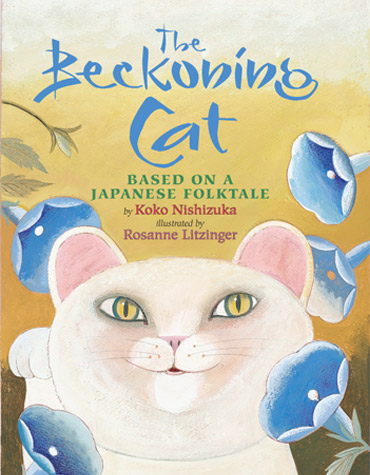 The
Beckoning
Cat
BASED ON A
JAPANESE FOLKTALE
by Koko Nishizuka
illustrated by
Rosanne Litzinger